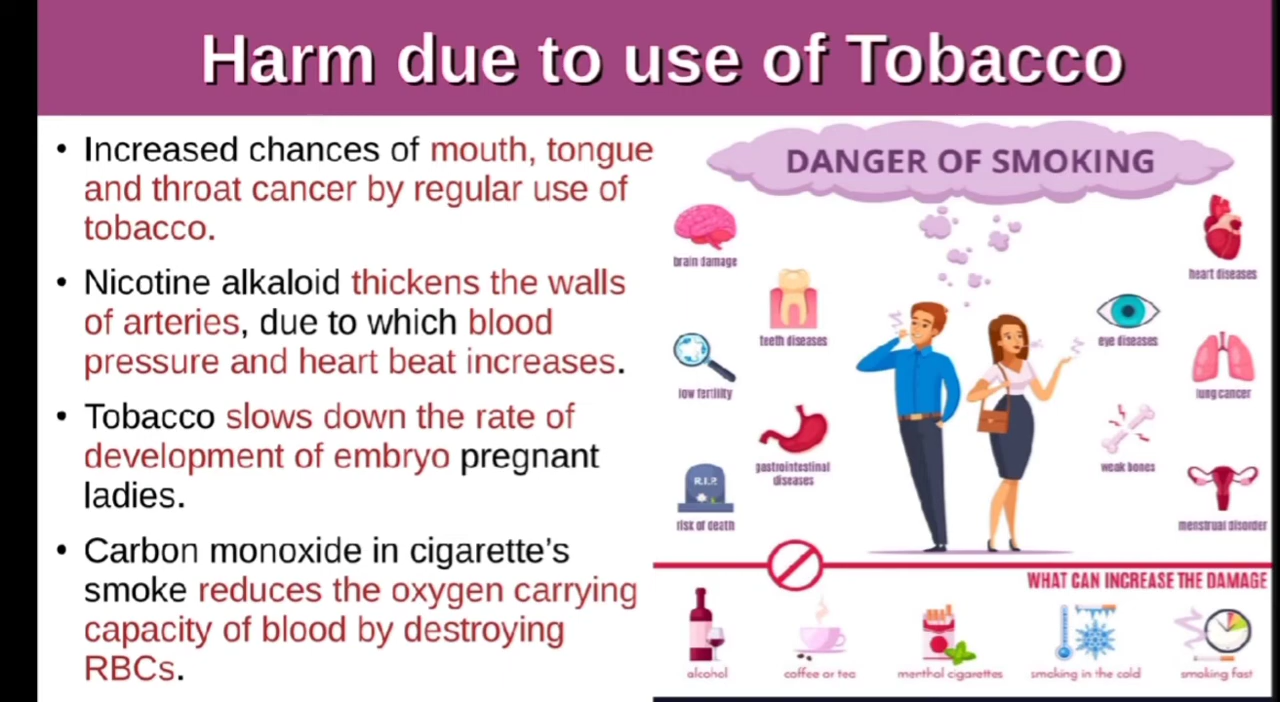 Harm due to use of Tobacco
• Increased chances of mouth, tongue
and throat cancer by regular use of
tobacco.
• Nicotine alkaloid thickens the walls
of arteries, due to which blood
pressure and heart beat increases.
• Tobacco slows down the rate of
development of embryo pregnant
ladies.
• Carbon monoxide in cigarette's
smoke reduces the oxygen carrying
capacity of blood by destroying
RBCs.
DANGER OF SMOKING
brain damage
heart diseases
teeth diseases
eye diseases
low fertility
lung cancer
gastrointestinal
diseases
weak bones
R.I.P.
risk of death
menstrual disorder
WHAT CAN INCREASE THE DAMAGE
alcohol
coffee or tea
menthol cigarettes
smoking in the cold
smoking fast